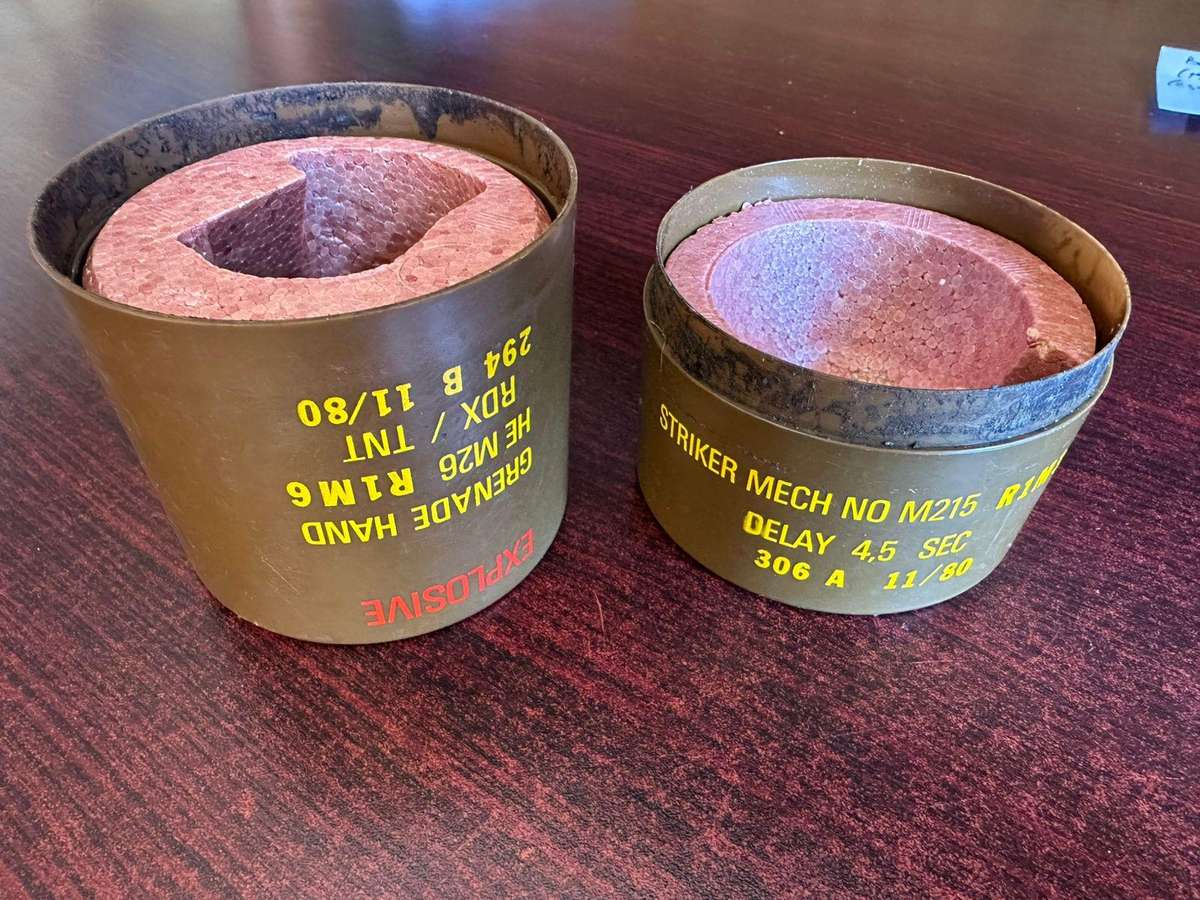 EXPLOSIVE
GRENADE HAND
HE M26 R1M6
RDX / TNT
294 B 11/80
STRIKER MECH NO M215 R1M
DELAY 4,5 SEC
306 A 11/80